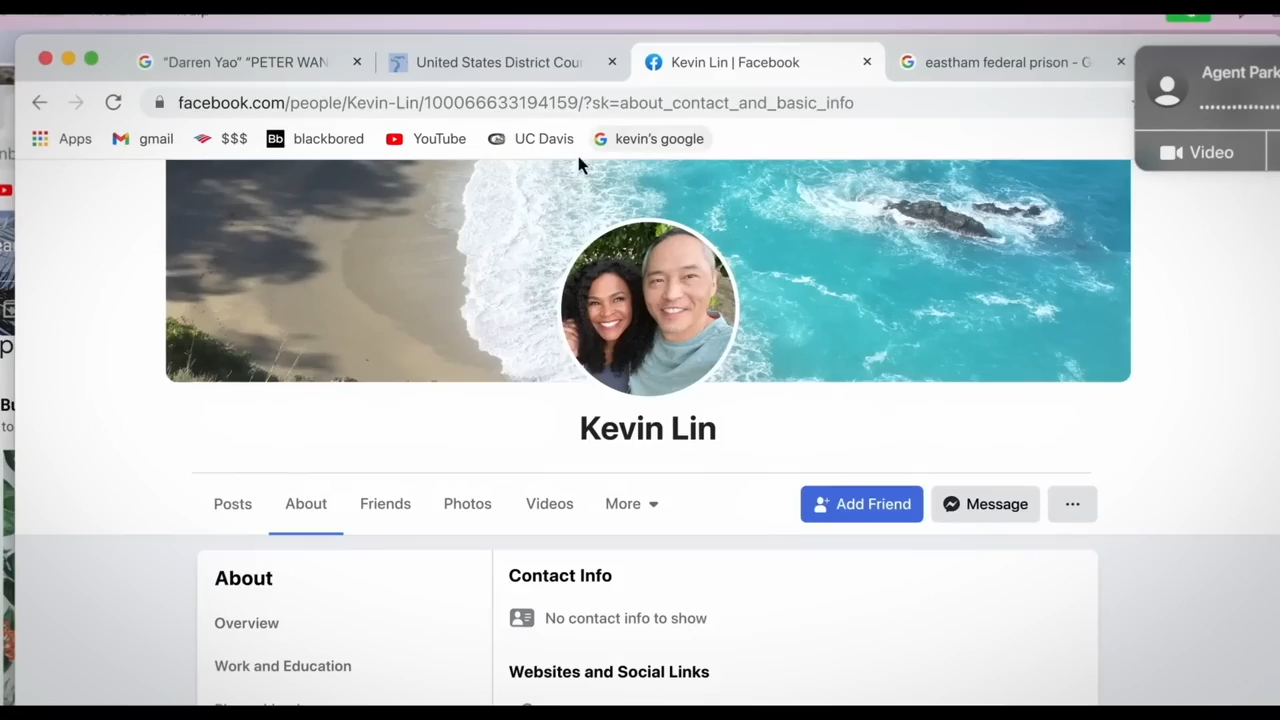 "Darren Yao" "PETER WAN
United States District Cour
Kevin Lin | Facebook
eastham federal prison - G
Agent Park
facebook.com/people/Kevin-Lin/100066633194159/?sk=about_contact_and_basic_info
Apps
gmail
$$$
Bb
blackbored
YouTube
UC Davis
kevin's google
Video
Kevin Lin
Posts
About
Friends
Photos
Videos
More
Add Friend
Message
About
Contact Info
Overview
No contact info to show
Work and Education
Websites and Social Links